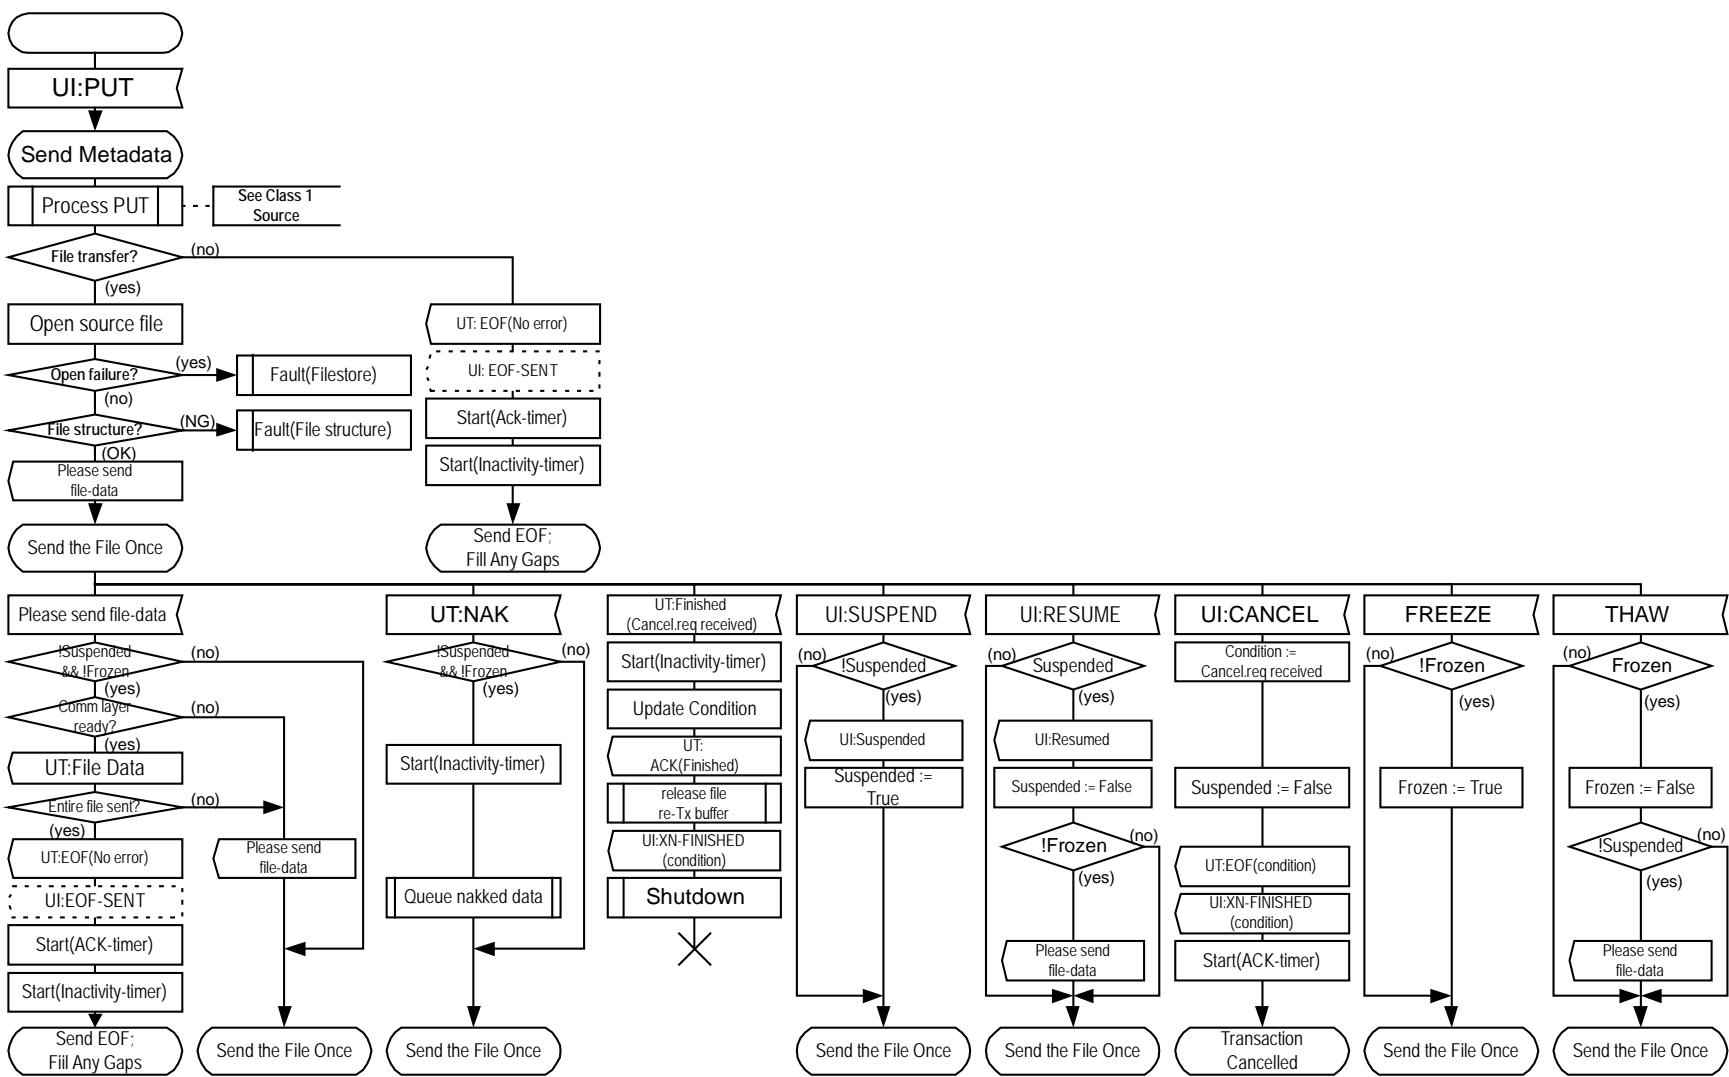 UI:PUT
Send Metadata
Process PUT
See Class 1
Source
File transfer?
(no)
(yes)
Open source file
UT: EOF(No error)
Open failure?
(yes)
Fault(Filestore)
UI: EOF-SENT
(no)
File structure?
(NG)
Fault(File structure)
Start(Ack-timer)
(OK)
Please send
file-data
Start(Inactivity-timer)
Send the File Once
Send EOF;
Fill Any Gaps
Please send file-data
!Suspended
&& !Frozen
(no)
(yes)
Comm layer
ready?
(no)
(yes)
UT:File Data
Entire file sent?
(no)
(yes)
UT:EOF(No error)
Please send
file-data
UI:EOF-SENT
Start(ACK-timer)
Start(Inactivity-timer)
Send EOF;
Fill Any Gaps
Send the File Once
UT:NAK
!Suspended
&& !Frozen
(no)
(yes)
Start(Inactivity-timer)
Queue nakked data
Send the File Once
UT:Finished
(Cancel.req received)
Start(Inactivity-timer)
Update Condition
UT:
ACK(Finished)
release file
re-Tx buffer
UI:XN-FINISHED
(condition)
Shutdown
UI:SUSPEND
(no)
!Suspended
(yes)
UI:Suspended
Suspended :=
True
Send the File Once
UI:RESUME
(no)
Suspended
(yes)
UI:Resumed
Suspended := False
!Frozen
(no)
(yes)
Please send
file-data
Send the File Once
UI:CANCEL
Condition :=
Cancel.req received
Suspended := False
UT:EOF(condition)
UI:XN-FINISHED
(condition)
Start(ACK-timer)
Transaction
Cancelled
FREEZE
(no)
!Frozen
(yes)
Frozen := True
Send the File Once
THAW
(no)
Frozen
(yes)
Frozen := False
!Suspended
(no)
(yes)
Please send
file-data
Send the File Once